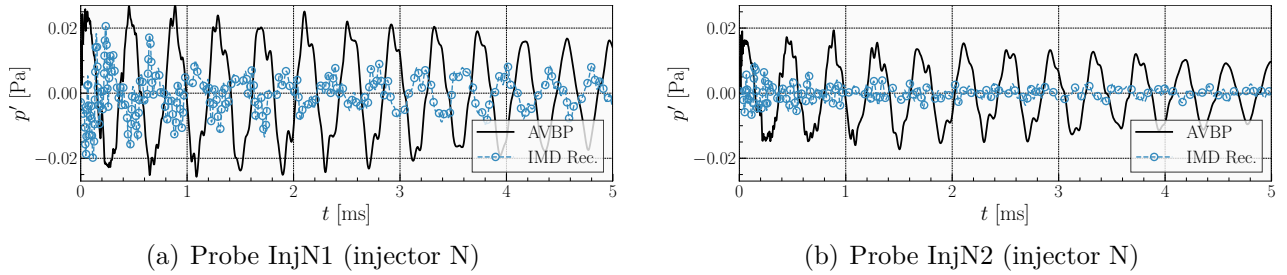 0.02
0.00
−0.02
p′ [Pa]
AVBP
IMD Rec.
0 1 2 3 4 5
t [ms]
(a) Probe InjN1 (injector N)
0.02
0.00
−0.02
p′ [Pa]
AVBP
IMD Rec.
0 1 2 3 4 5
t [ms]
(b) Probe InjN2 (injector N)